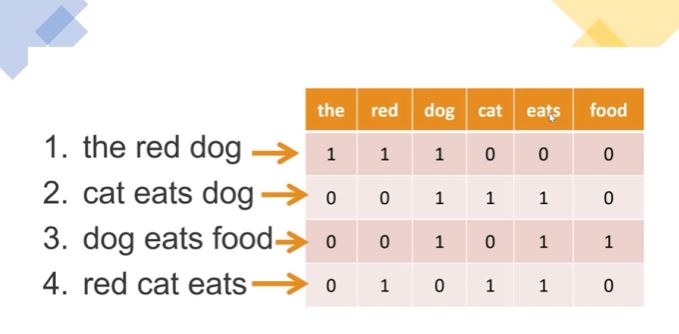 the red dog cat eats food
1. the red dog 1 1 1 0 0 0
2. cat eats dog 0 0 1 1 1 0
3. dog eats food 0 0 1 0 1 1
4. red cat eats 0 1 0 1 1 0